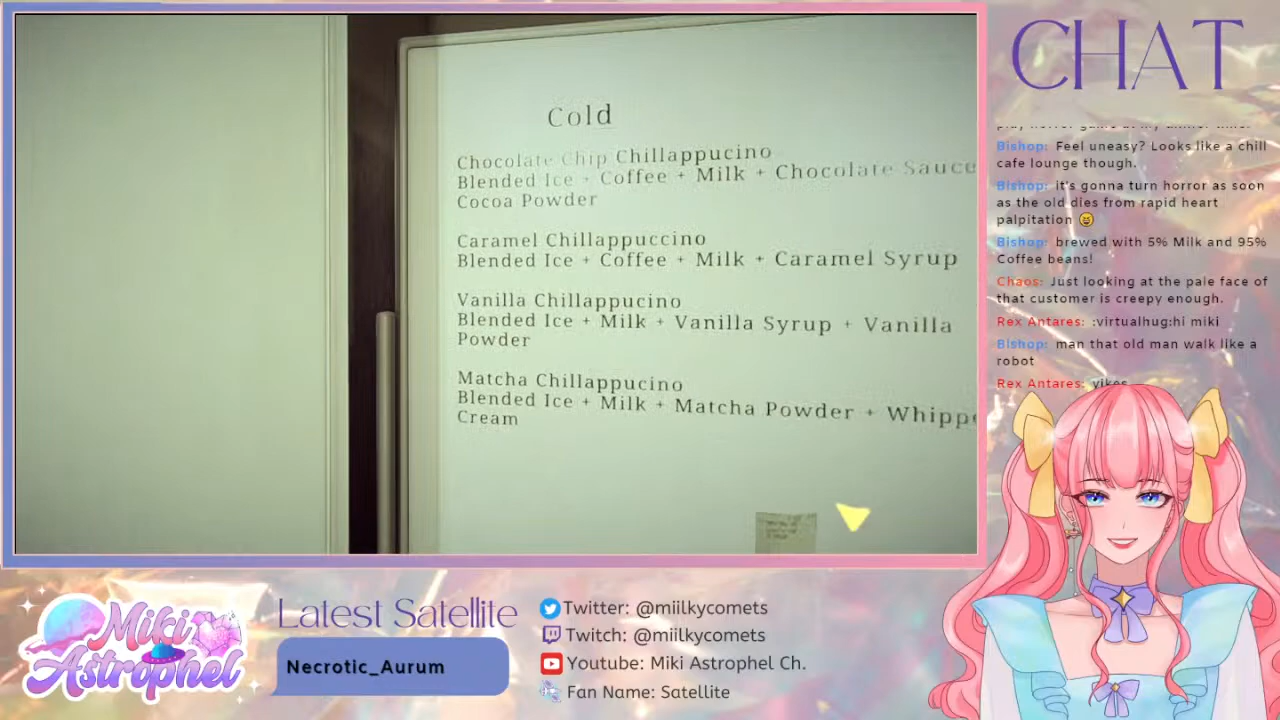 Cold
Chocolate Chip Chillappucino
Blended Ice + Coffee + Milk + Chocolate Sauce
Cocoa Powder
Caramel Chillappuccino
Blended Ice + Coffee + Milk + Caramel Syrup
Vanilla Chillappucino
Blended Ice + Milk + Vanilla Syrup + Vanilla
Powder
Matcha Chillappucino
Blended Ice + Milk + Matcha Powder + Whippe
Cream
CHAT
Bishop: Feel uneasy? Looks like a chill
cafe lounge though.
Bishop: it's gonna turn horror as soon
as the old dies from rapid heart
palpitation
Bishop: brewed with 5% Milk and 95%
Coffee beans!
Chaos: Just looking at the pale face of
that customer is creepy enough.
Rex Antares: :virtualhug:hi miki
Bishop: man that old man walk like a
robot
Rex Antares: yikes
Miki
Astrophel
Latest Satellite
Necrotic_Aurum
Twitter: @miilkycomets
Twitch: @miilkycomets
Youtube: Miki Astrophel Ch.
Fan Name: Satellite